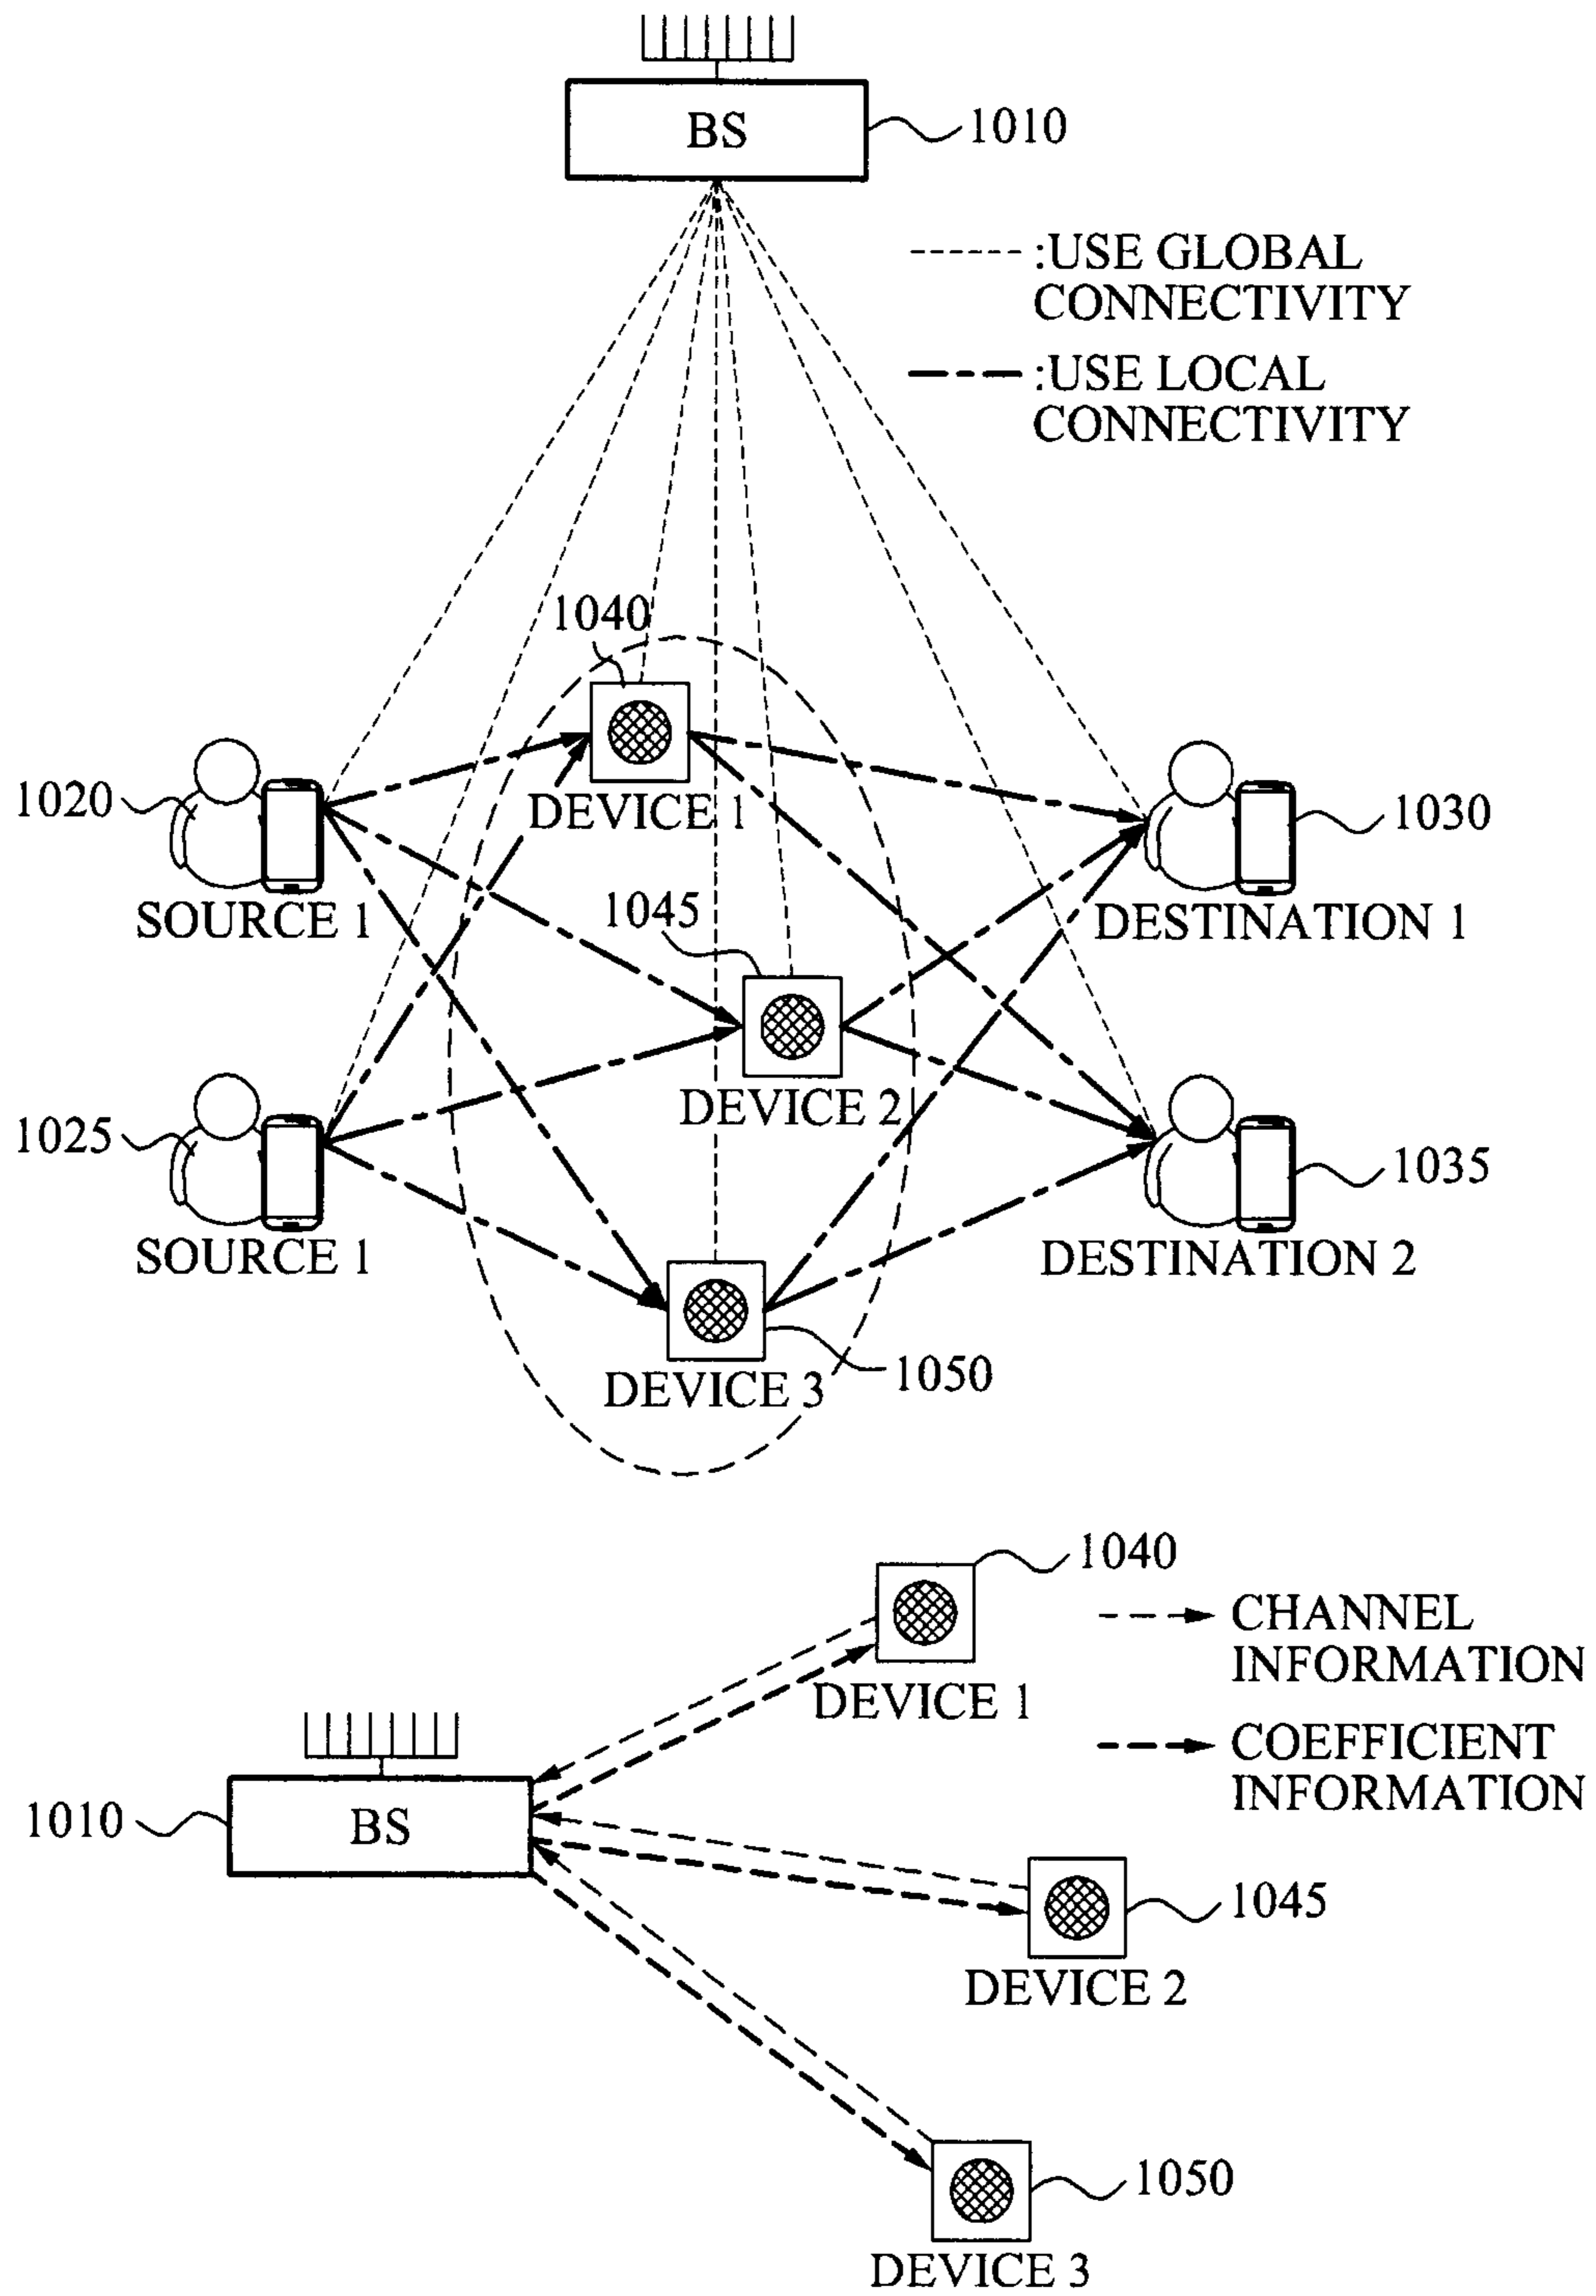 BS
1010
:USE GLOBAL
CONNECTIVITY
:USE LOCAL
CONNECTIVITY
1040
DEVICE 1
1020
SOURCE 1
1030
DESTINATION 1
1045
DEVICE 2
1025
SOURCE 1
1035
DESTINATION 2
1050
DEVICE 3
1040
DEVICE 1
CHANNEL
INFORMATION
COEFFICIENT
INFORMATION
1010
BS
1045
DEVICE 2
1050
DEVICE 3